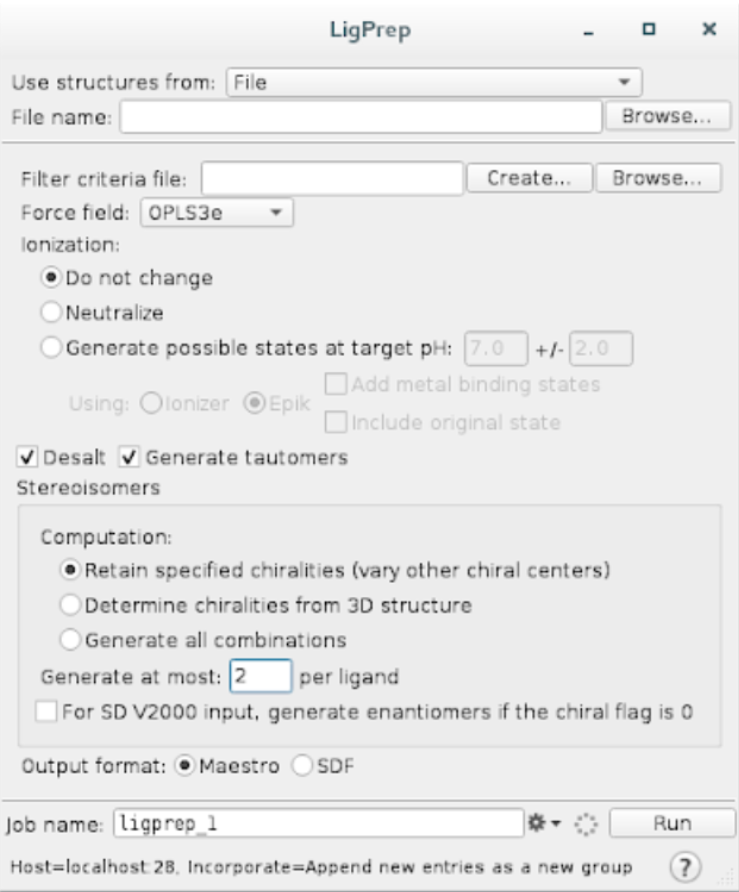 LigPrep
Use structures from: File
File name: Browse...
Filter criteria file: Create... Browse...
Force field: OPLS3e
Ionization:
Do not change
Neutralize
Generate possible states at target pH: 7.0 +/- 2.0
Add metal binding states
Using: Ionizer Epik
Include original state
Desalt Generate tautomers
Stereoisomers
Computation:
Retain specified chiralities (vary other chiral centers)
Determine chiralities from 3D structure
Generate all combinations
Generate at most: 2 per ligand
For SD V2000 input, generate enantiomers if the chiral flag is 0
Output format: Maestro SDF
Job name: ligprep_1 Run
Host=localhost:28, Incorporate=Append new entries as a new group ?